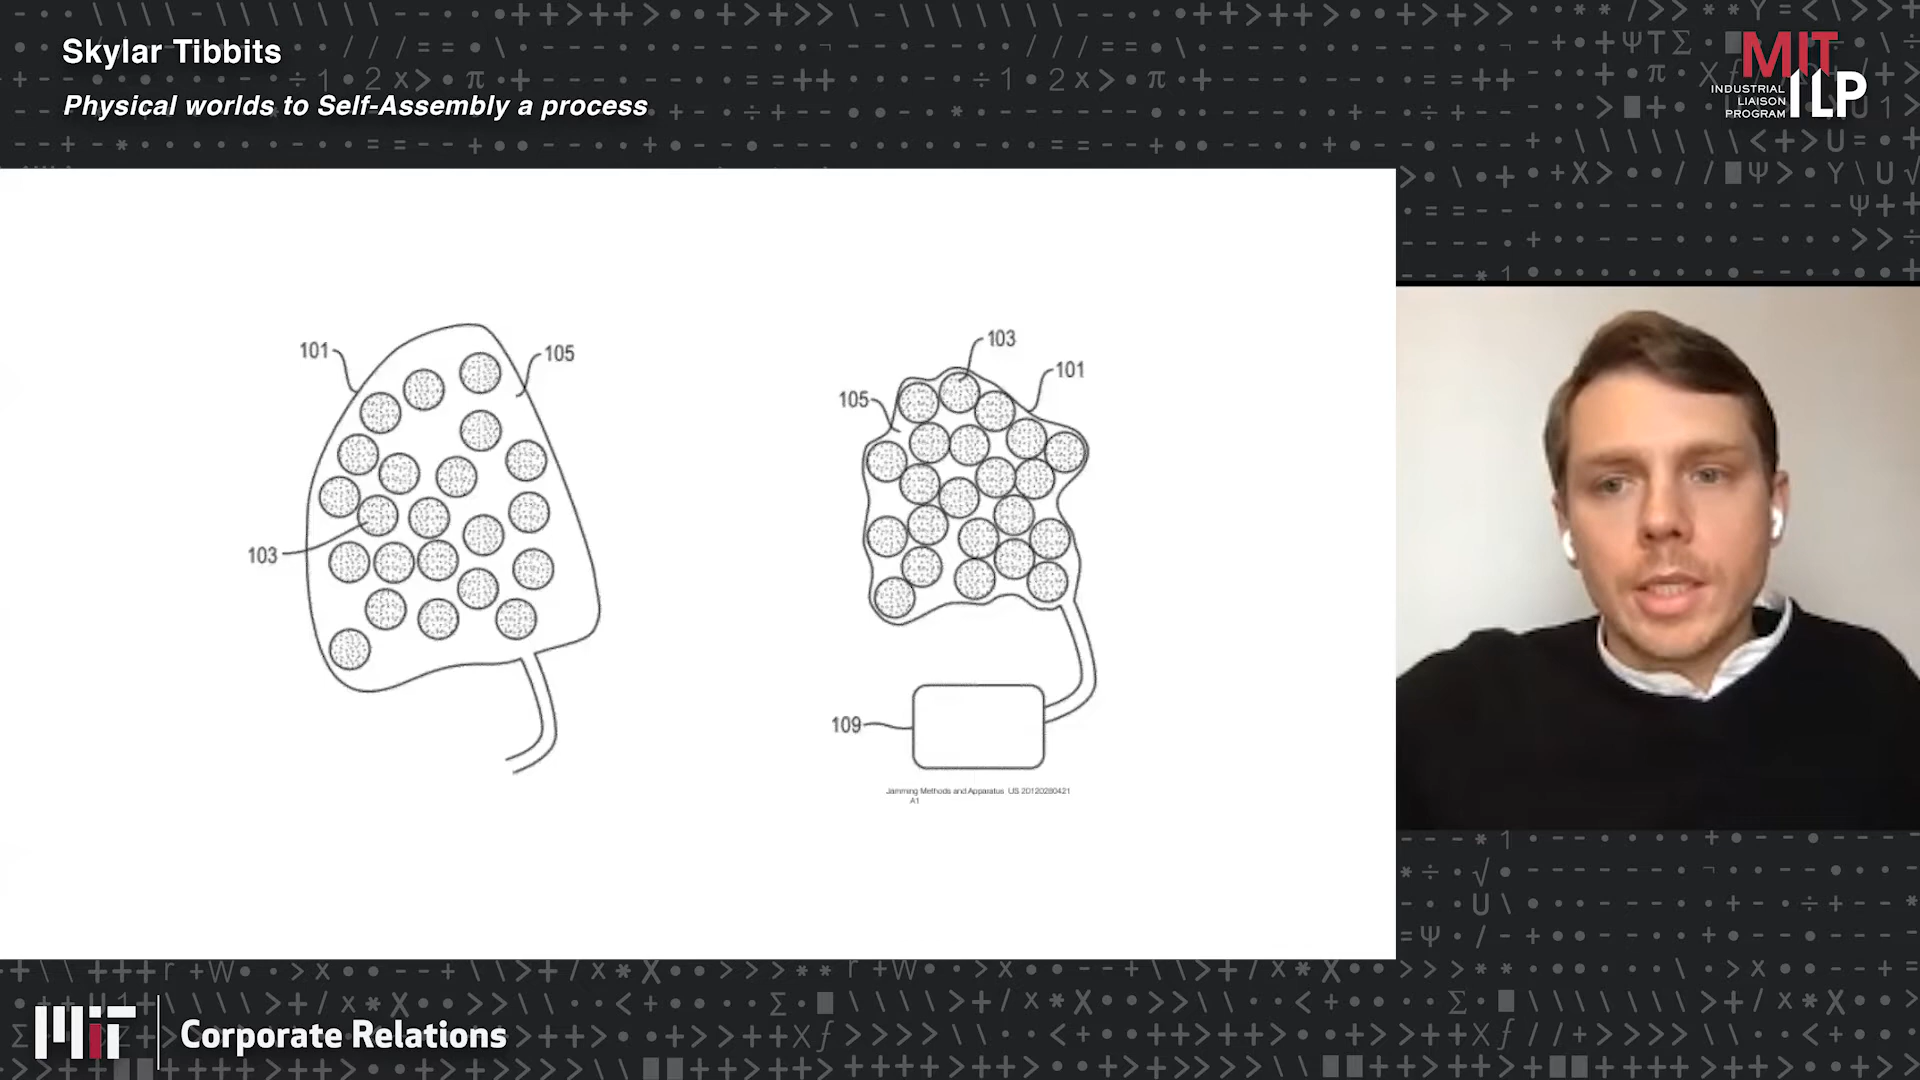 Skylar Tibbits
Physical worlds to Self-Assembly a process
MIT
ILP
INDUSTRIAL
LIAISON
PROGRAM
101
105
103
103
101
105
109
Jamming Methods and Apparatus US 20120280421
A1
MIT
Corporate Relations